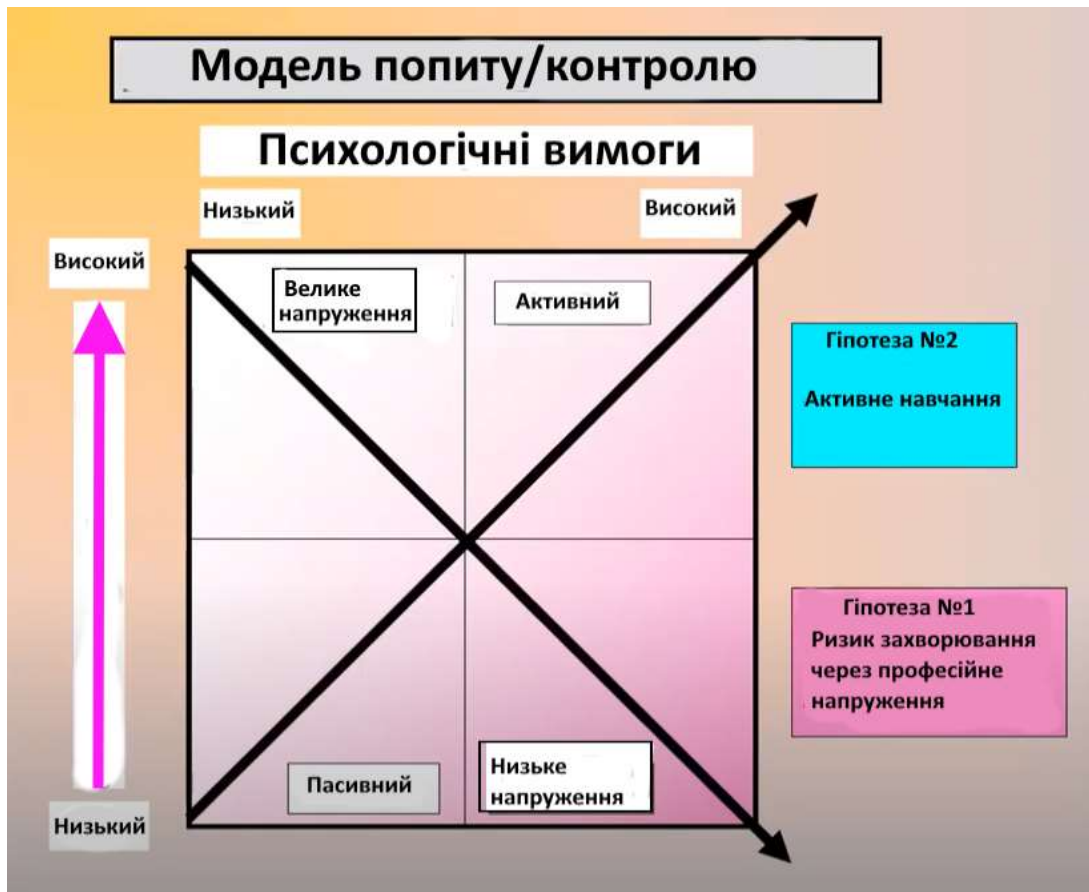 Модель попиту/контролю
Психологічні вимоги
Низький
Високий
Високий
Велике
напруження
Активний
Гіпотеза №2
Активне навчання
Гіпотеза №1
Ризик захворювання
через професійне
напруження
Пасивний
Низьке
напруження
Низький